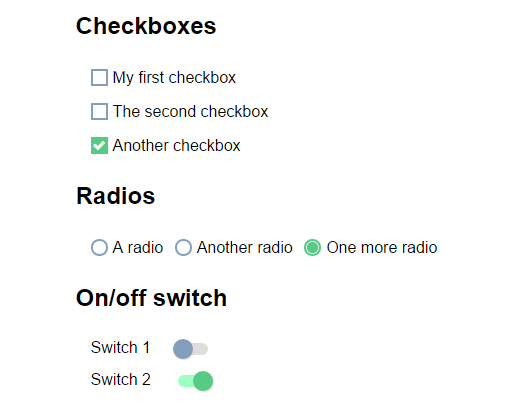 Checkboxes
My first checkbox
The second checkbox
Another checkbox
Radios
A radio Another radio One more radio
On/off switch
Switch 1
Switch 2